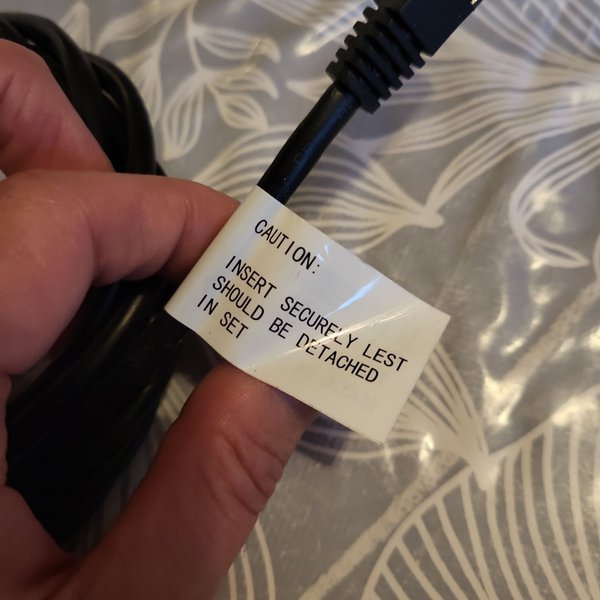 CAUTION:
INSERT SECURELY LEST
SHOULD BE DETACHED
IN SET